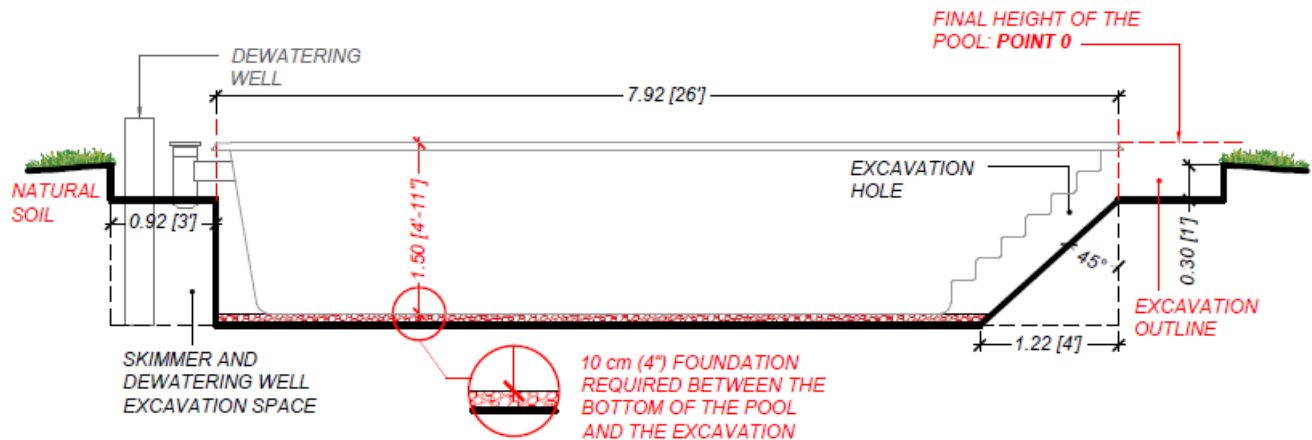 FINAL HEIGHT OF THE
POOL: POINT 0
DEWATERING
WELL
7.92 [26']
EXCAVATION
HOLE
NATURAL
SOIL
0.92 [3']
1.50 [4'-11"]
45°
0.30 [1']
EXCAVATION
OUTLINE
1.22 [4']
SKIMMER AND
DEWATERING WELL
EXCAVATION SPACE
10 cm (4") FOUNDATION
REQUIRED BETWEEN THE
BOTTOM OF THE POOL
AND THE EXCAVATION